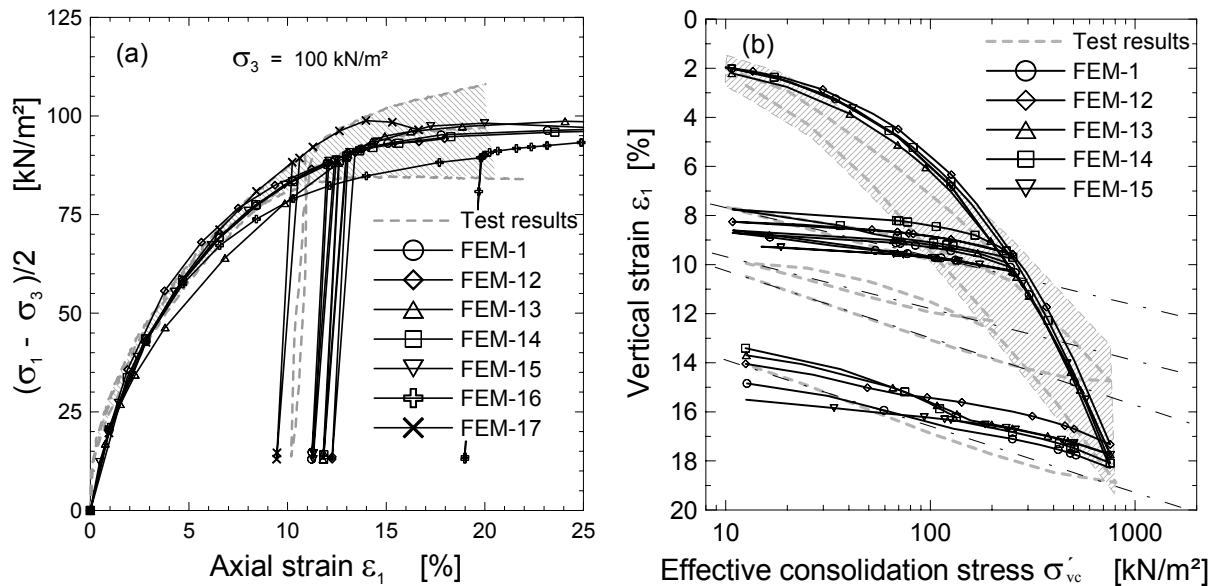 (a)
σ3 = 100 kN/m²
125
100
75
50
25
0
(σ1 - σ3)/2 [kN/m²]
Test results
FEM-1
FEM-12
FEM-13
FEM-14
FEM-15
FEM-16
FEM-17
0 5 10 15 20 25
Axial strain ε1 [%]
(b)
Test results
FEM-1
FEM-12
FEM-13
FEM-14
FEM-15
0
2
4
6
8
10
12
14
16
18
20
Vertical strain ε1 [%]
10 100 1000
Effective consolidation stress σ′vc [kN/m²]